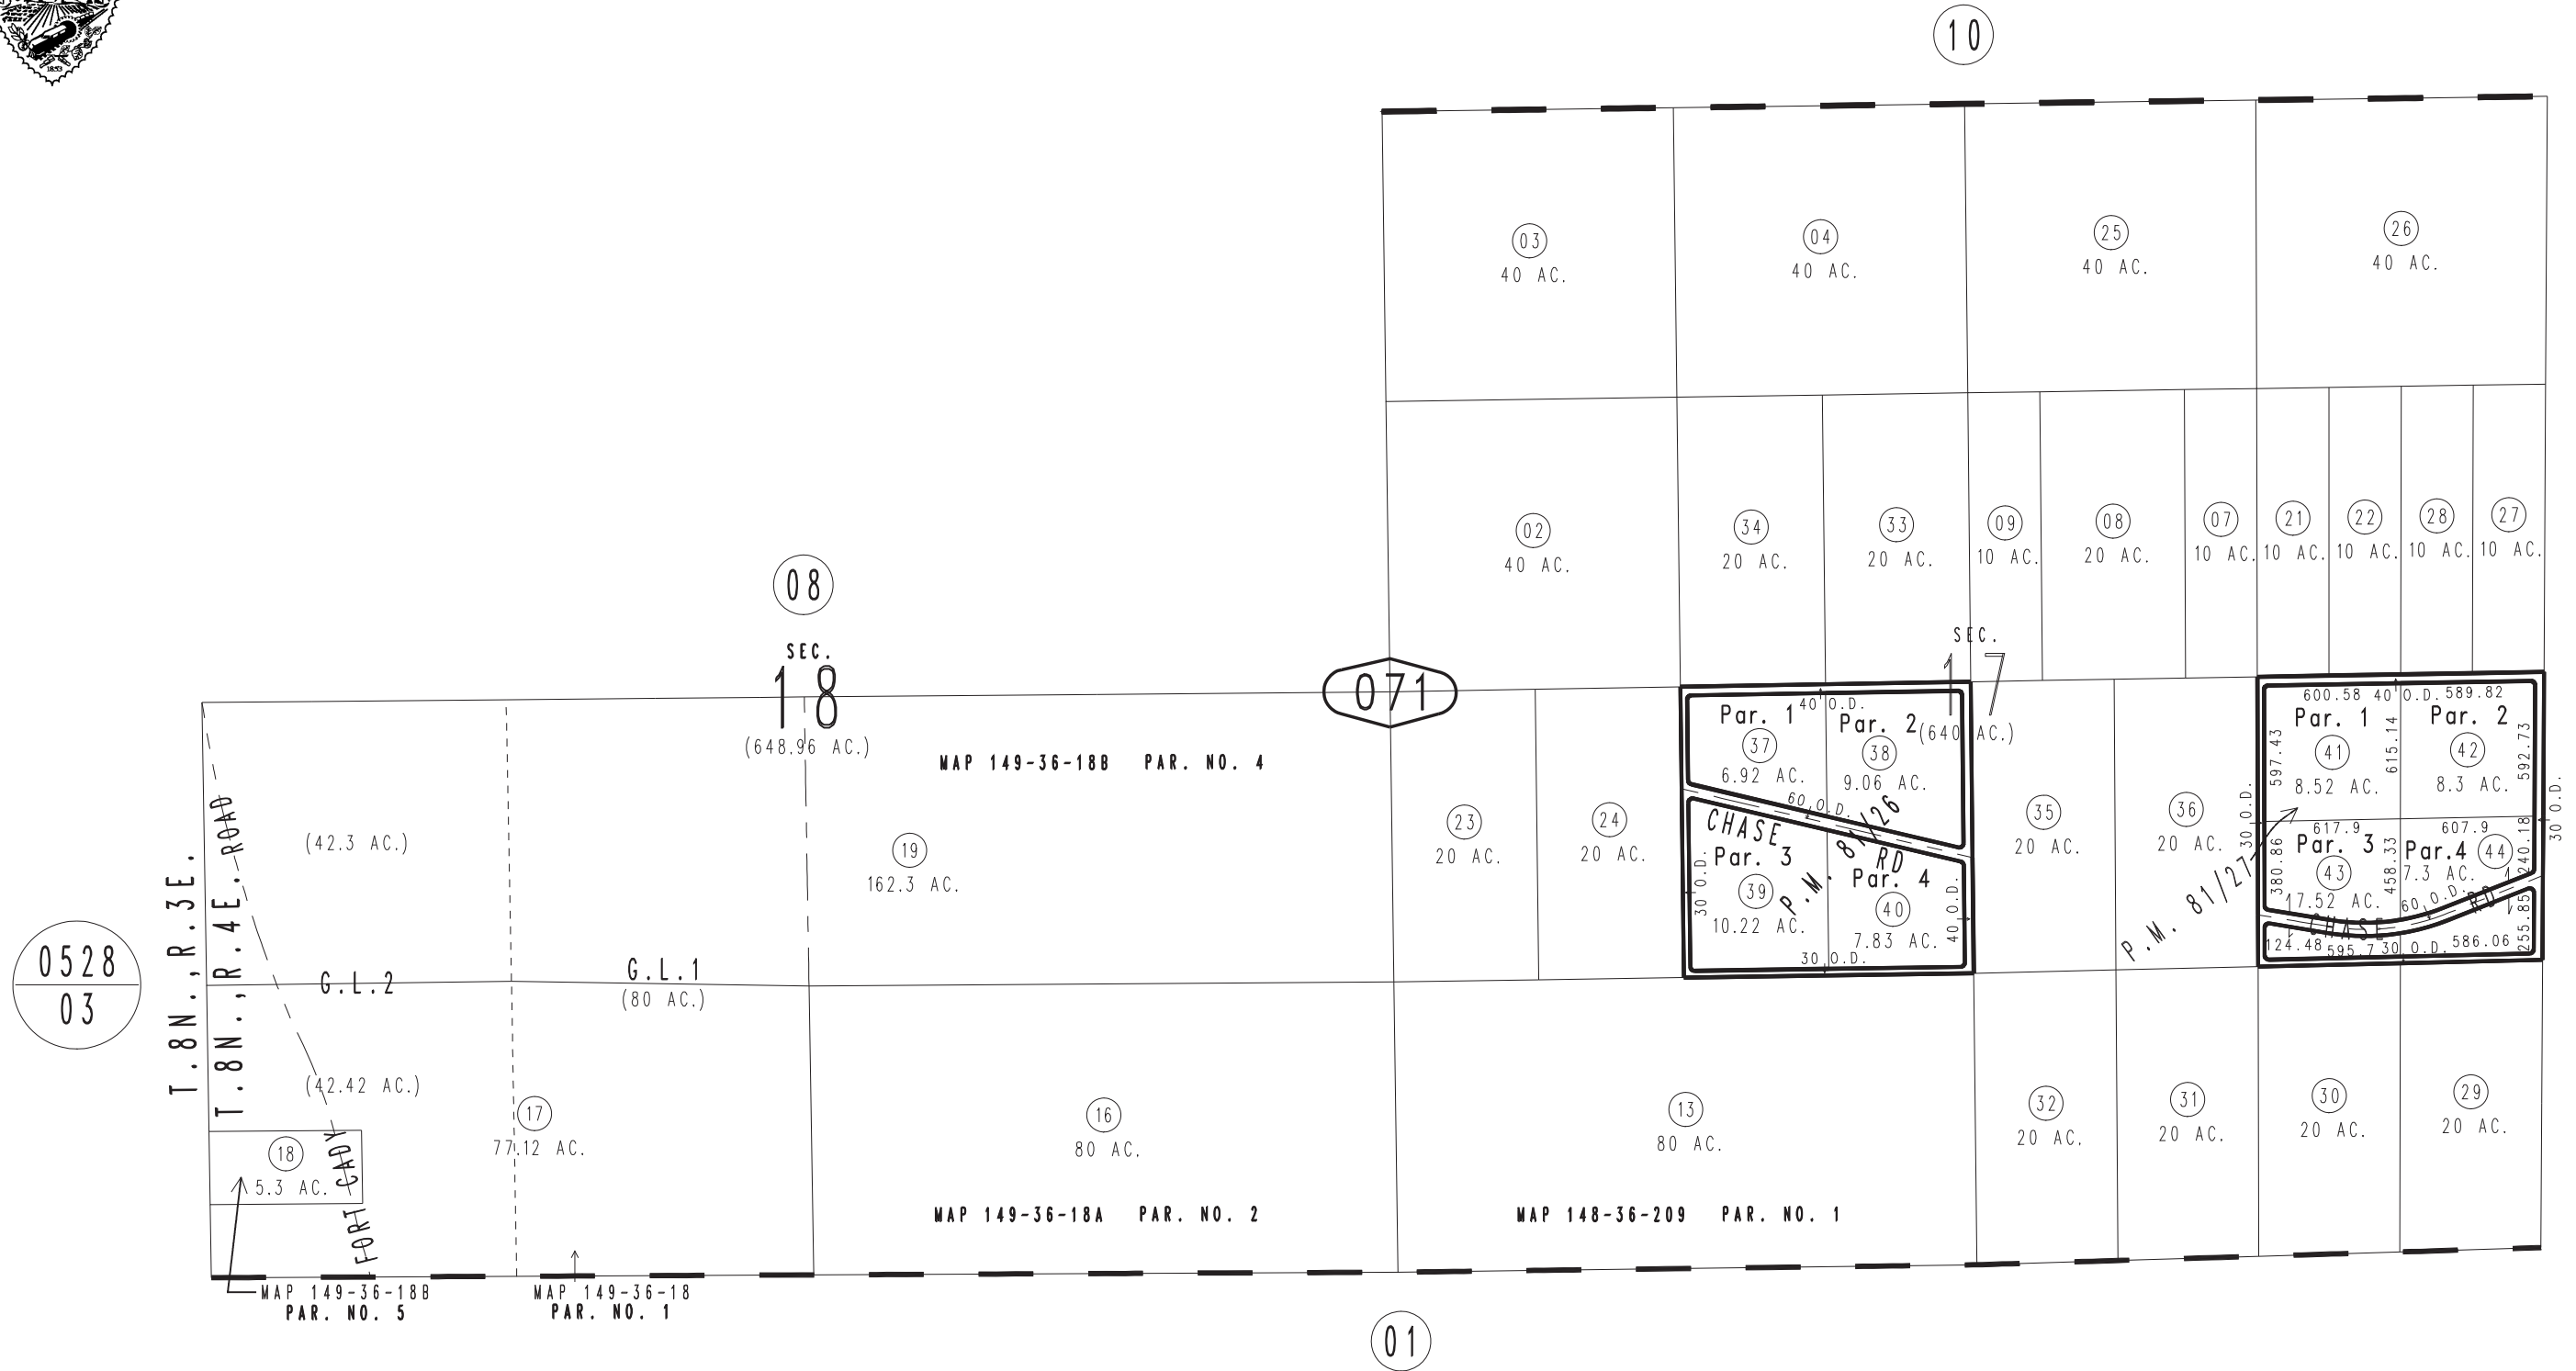 1853
10
03
40 AC.
04
40 AC.
25
40 AC.
26
40 AC.
02
40 AC.
34
20 AC.
33
20 AC.
09
10 AC.
08
20 AC.
07
10 AC.
21
10 AC.
22
10 AC.
28
10 AC.
27
10 AC.
08
SEC.
18
(648.96 AC.)
071
SEC.
17
(640 AC.)
MAP 149-36-18B PAR. NO. 4
19
162.3 AC.
(42.3 AC.)
G.L.2
G.L.1
(80 AC.)
(42.42 AC.)
17
77.12 AC.
18
5.3 AC.
FORT CADY ROAD
T.8N.,R.3E.
T.8N.,R.4E.
0528
03
23
20 AC.
24
20 AC.
40 O.D.
Par. 1
37
6.92 AC.
Par. 2
38
9.06 AC.
60 O.D.
CHASE RD
P.M. 81/26
Par. 3
39
10.22 AC.
Par. 4
40
7.83 AC.
30 O.D.
40 O.D.
30 O.D.
35
20 AC.
36
20 AC.
30 O.D.
P.M. 81/27
600.58 40 O.D. 589.82
Par. 1
41
8.52 AC.
597.43
615.14
Par. 2
42
8.3 AC.
592.73
30 O.D.
617.9
607.9
Par. 3
43
17.52 AC.
380.86
458.33
Par.4
44
7.3 AC.
240.18
60 O.D.
CHASE RD
124.48
595.7 30 O.D. 586.06
255.85
16
80 AC.
MAP 149-36-18A PAR. NO. 2
13
80 AC.
MAP 148-36-209 PAR. NO. 1
32
20 AC.
31
20 AC.
30
20 AC.
29
20 AC.
MAP 149-36-18B
PAR. NO. 5
MAP 149-36-18
PAR. NO. 1
01